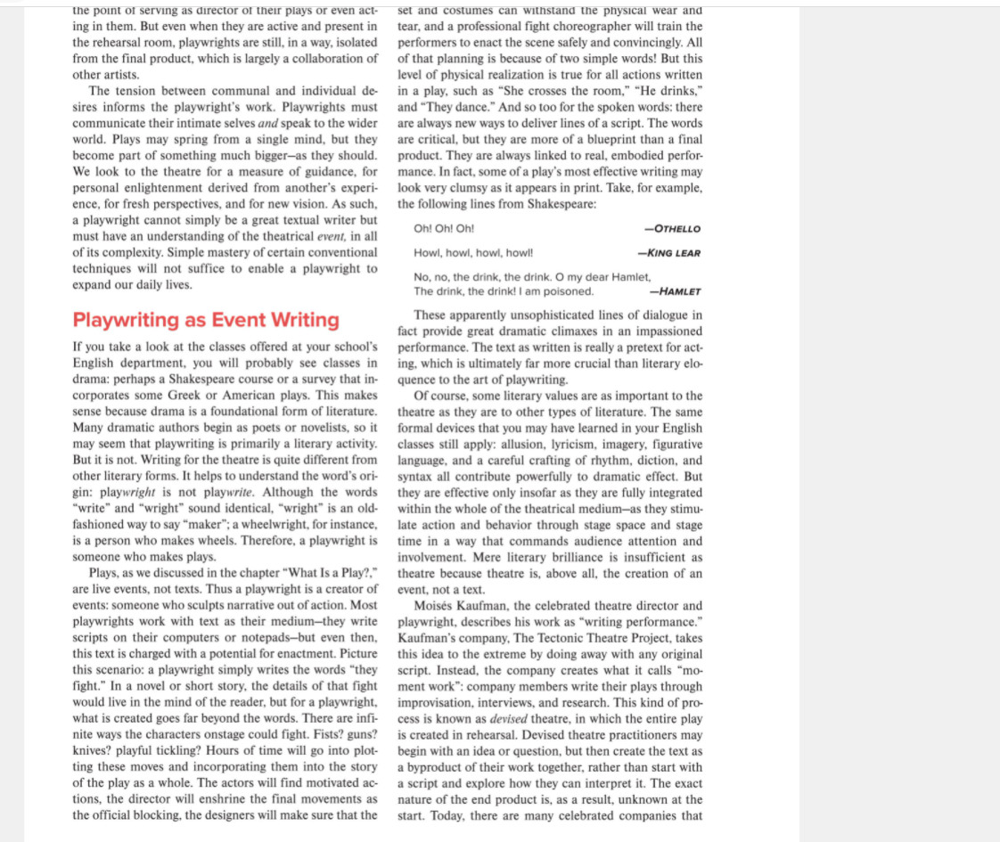 the point of serving as director of their plays or even act-
ing in them. But even when they are active and present in
the rehearsal room, playwrights are still, in a way, isolated
from the final product, which is largely a collaboration of
other artists.
The tension between communal and individual de-
sires informs the playwright's work. Playwrights must
communicate their intimate selves and speak to the wider
world. Plays may spring from a single mind, but they
become part of something much bigger—as they should.
We look to the theatre for a measure of guidance, for
personal enlightenment derived from another's experi-
ence, for fresh perspectives, and for new vision. As such,
a playwright cannot simply be a great textual writer but
must have an understanding of the theatrical event, in all
of its complexity. Simple mastery of certain conventional
techniques will not suffice to enable a playwright to
expand our daily lives.
Playwriting as Event Writing
If you take a look at the classes offered at your school's
English department, you will probably see classes in
drama: perhaps a Shakespeare course or a survey that in-
corporates some Greek or American plays. This makes
sense because drama is a foundational form of literature.
Many dramatic authors begin as poets or novelists, so it
may seem that playwriting is primarily a literary activity.
But it is not. Writing for the theatre is quite different from
other literary forms. It helps to understand the word's ori-
gin: playwright is not playwrite. Although the words
"write" and "wright" sound identical, "wright" is an old-
fashioned way to say "maker"; a wheelwright, for instance,
is a person who makes wheels. Therefore, a playwright is
someone who makes plays.
Plays, as we discussed in the chapter "What Is a Play?,"
are live events, not texts. Thus a playwright is a creator of
events: someone who sculpts narrative out of action. Most
playwrights work with text as their medium—they write
scripts on their computers or notepads—but even then,
this text is charged with a potential for enactment. Picture
this scenario: a playwright simply writes the words "they
fight." In a novel or short story, the details of that fight
would live in the mind of the reader, but for a playwright,
what is created goes far beyond the words. There are infi-
nite ways the characters onstage could fight. Fists? guns?
knives? playful tickling? Hours of time will go into plot-
ting these moves and incorporating them into the story
of the play as a whole. The actors will find motivated ac-
tions, the director will enshrine the final movements as
the official blocking, the designers will make sure that the
set and costumes can withstand the physical wear and
tear, and a professional fight choreographer will train the
performers to enact the scene safely and convincingly. All
of that planning is because of two simple words! But this
level of physical realization is true for all actions written
in a play, such as "She crosses the room," "He drinks,"
and "They dance." And so too for the spoken words: there
are always new ways to deliver lines of a script. The words
are critical, but they are more of a blueprint than a final
product. They are always linked to real, embodied perfor-
mance. In fact, some of a play's most effective writing may
look very clumsy as it appears in print. Take, for example,
the following lines from Shakespeare:
Oh! Oh! Oh! —OTHELLO
Howl, howl, howl, howl! —KING LEAR
No, no, the drink, the drink. O my dear Hamlet,
The drink, the drink! I am poisoned. —HAMLET
These apparently unsophisticated lines of dialogue in
fact provide great dramatic climaxes in an impassioned
performance. The text as written is really a pretext for act-
ing, which is ultimately far more crucial than literary elo-
quence to the art of playwriting.
Of course, some literary values are as important to the
theatre as they are to other types of literature. The same
formal devices that you may have learned in your English
classes still apply: allusion, lyricism, imagery, figurative
language, and a careful crafting of rhythm, diction, and
syntax all contribute powerfully to dramatic effect. But
they are effective only insofar as they are fully integrated
within the whole of the theatrical medium—as they stimu-
late action and behavior through stage space and stage
time in a way that commands audience attention and
involvement. Mere literary brilliance is insufficient as
theatre because theatre is, above all, the creation of an
event, not a text.
Moisés Kaufman, the celebrated theatre director and
playwright, describes his work as "writing performance."
Kaufman's company, The Tectonic Theatre Project, takes
this idea to the extreme by doing away with any original
script. Instead, the company creates what it calls "mo-
ment work": company members write their plays through
improvisation, interviews, and research. This kind of pro-
cess is known as devised theatre, in which the entire play
is created in rehearsal. Devised theatre practitioners may
begin with an idea or question, but then create the text as
a byproduct of their work together, rather than start with
a script and explore how they can interpret it. The exact
nature of the end product is, as a result, unknown at the
start. Today, there are many celebrated companies that